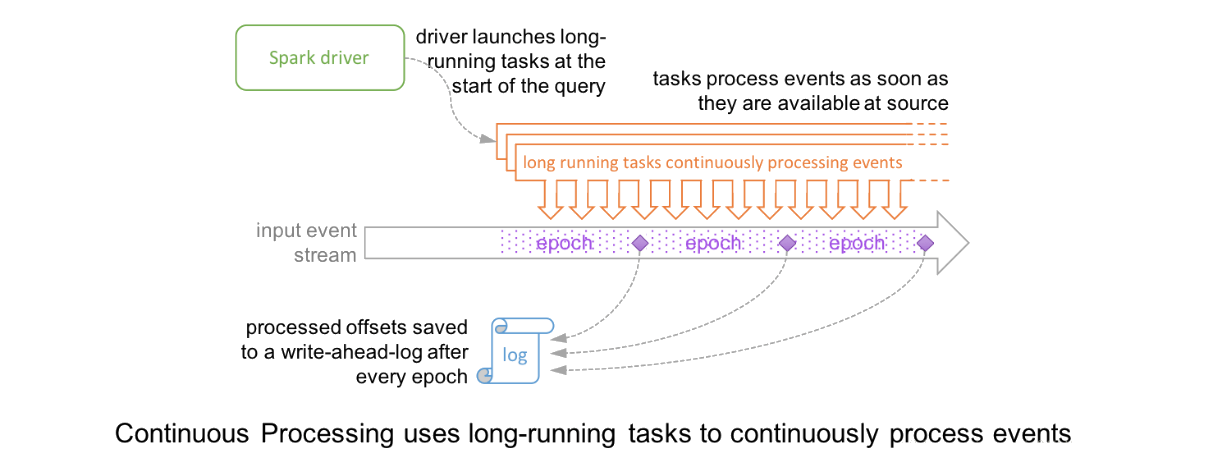 Spark driver
driver launches long-
running tasks at the
start of the query
tasks process events as soon as
they are available at source
long running tasks continuously processing events
input event
stream
epoch
epoch
epoch
processed offsets saved
to a write-ahead-log after
every epoch
log
Continuous Processing uses long-running tasks to continuously process events